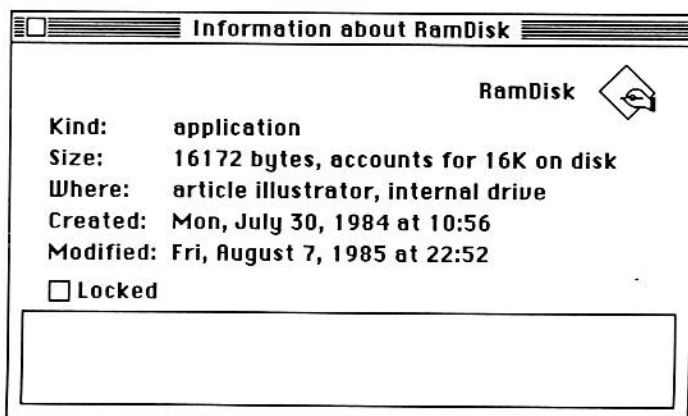 Information about RamDisk
RamDisk
Kind: application
Size: 16172 bytes, accounts for 16K on disk
Where: article illustrator, internal drive
Created: Mon, July 30, 1984 at 10:56
Modified: Fri, August 7, 1985 at 22:52
Locked